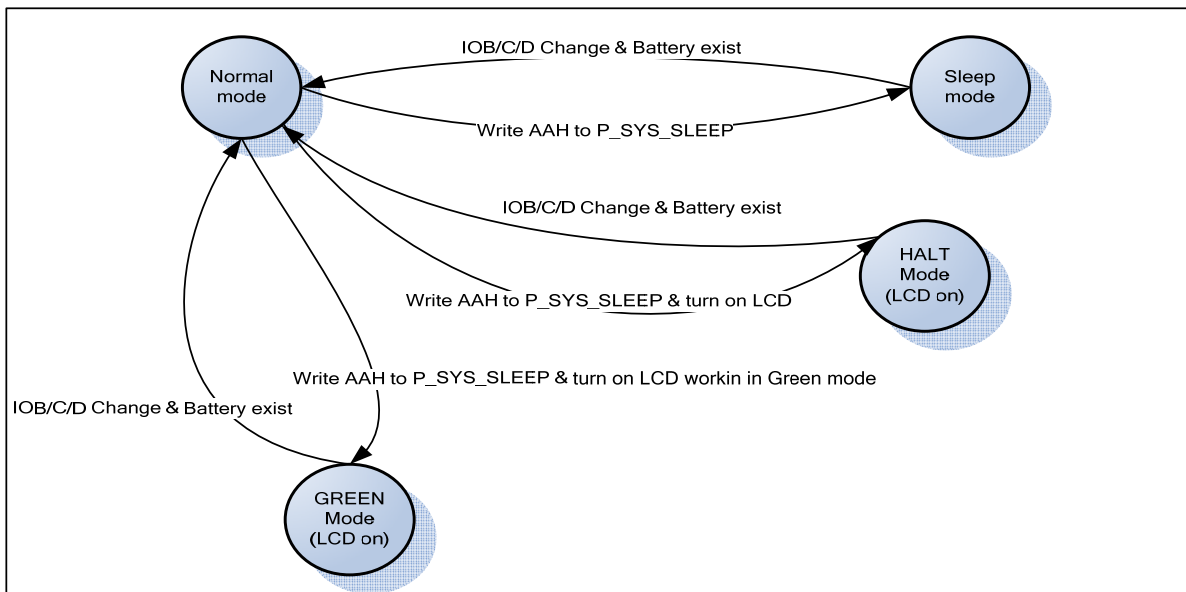 Normal
mode
IOB/C/D Change & Battery exist
Sleep
mode
Write AAH to P_SYS_SLEEP
IOB/C/D Change & Battery exist
HALT
Mode
(LCD on)
Write AAH to P_SYS_SLEEP & turn on LCD
Write AAH to P_SYS_SLEEP & turn on LCD workin in Green mode
IOB/C/D Change & Battery exist
GREEN
Mode
(LCD on)